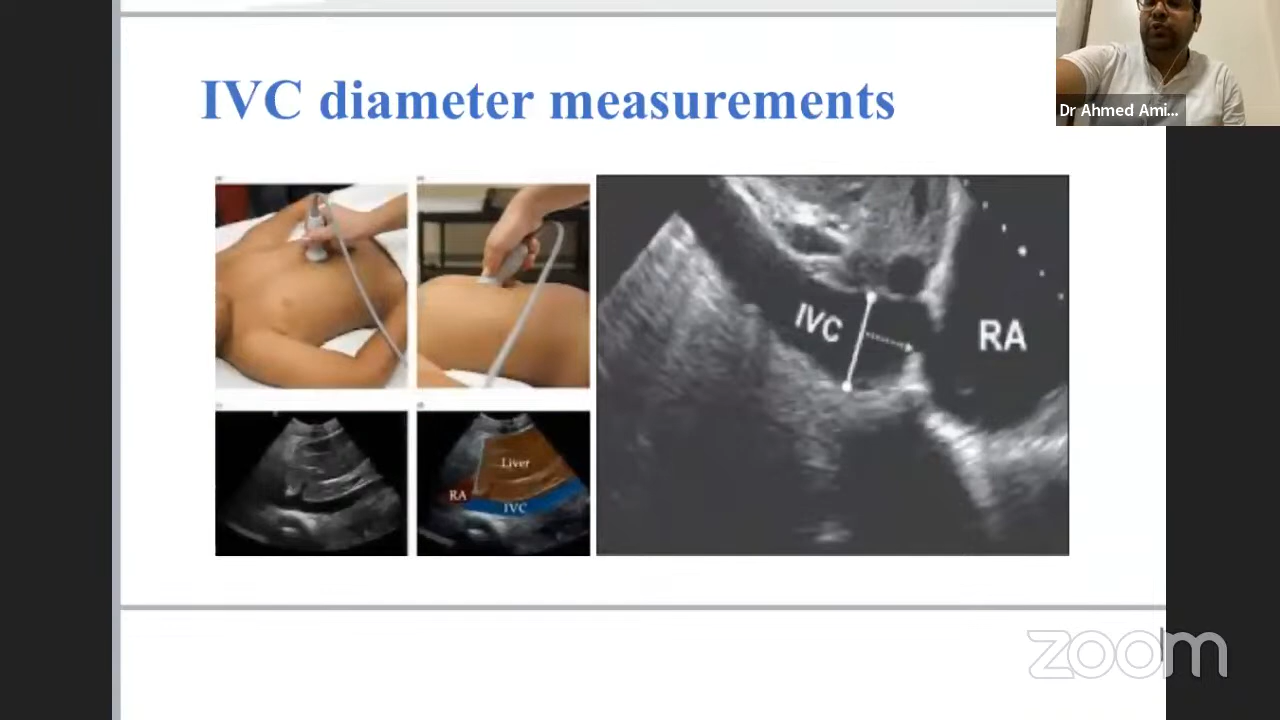 IVC diameter measurements
Dr Ahmed Ami...
IVC
RA
Liver
RA
IVC
zoom